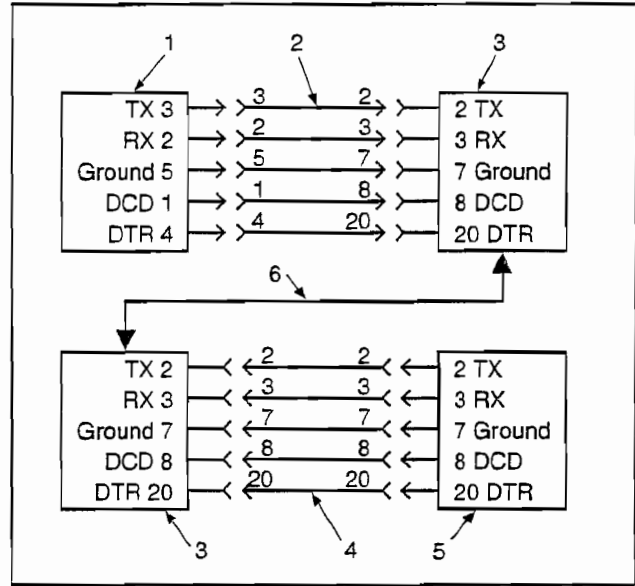 1 2 3
TX 3 3 2 2 TX
RX 2 2 3 3 RX
Ground 5 5 7 7 Ground
DCD 1 1 8 8 DCD
DTR 4 4 20 20 DTR
6
TX 2 2 2 2 TX
RX 3 3 3 3 RX
Ground 7 7 7 7 Ground
DCD 8 8 8 8 DCD
DTR 20 20 20 20 DTR
3 4 5